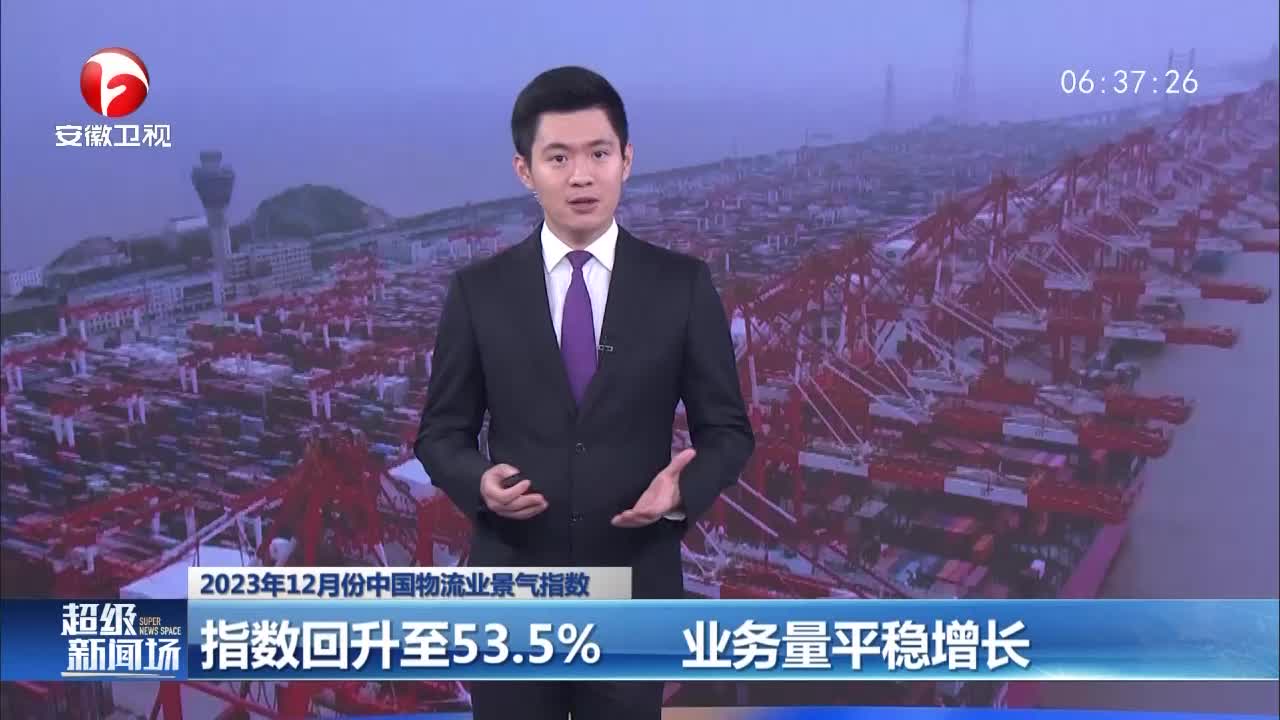 安徽卫视
06:37:26
2023年12月份中国物流业景气指数
超级新闻场
SUPER NEWS SPACE
指数回升至53.5% 业务量平稳增长